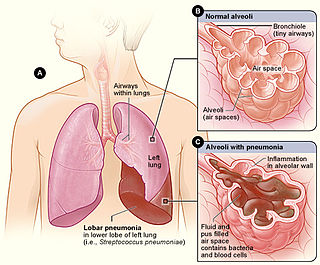 A
Airways
within lungs
Left
lung
Lobar pneumonia
in lower lobe of left lung
(i.e., Streptococcus pneumoniae)
B
Normal alveoli
Bronchiole
(tiny airways)
Air space
Alveoli
(air spaces)
C
Alveoli with pneumonia
Inflammation
in alveolar wall
Fluid and
pus filled
air space
contains bacteria
and blood cells